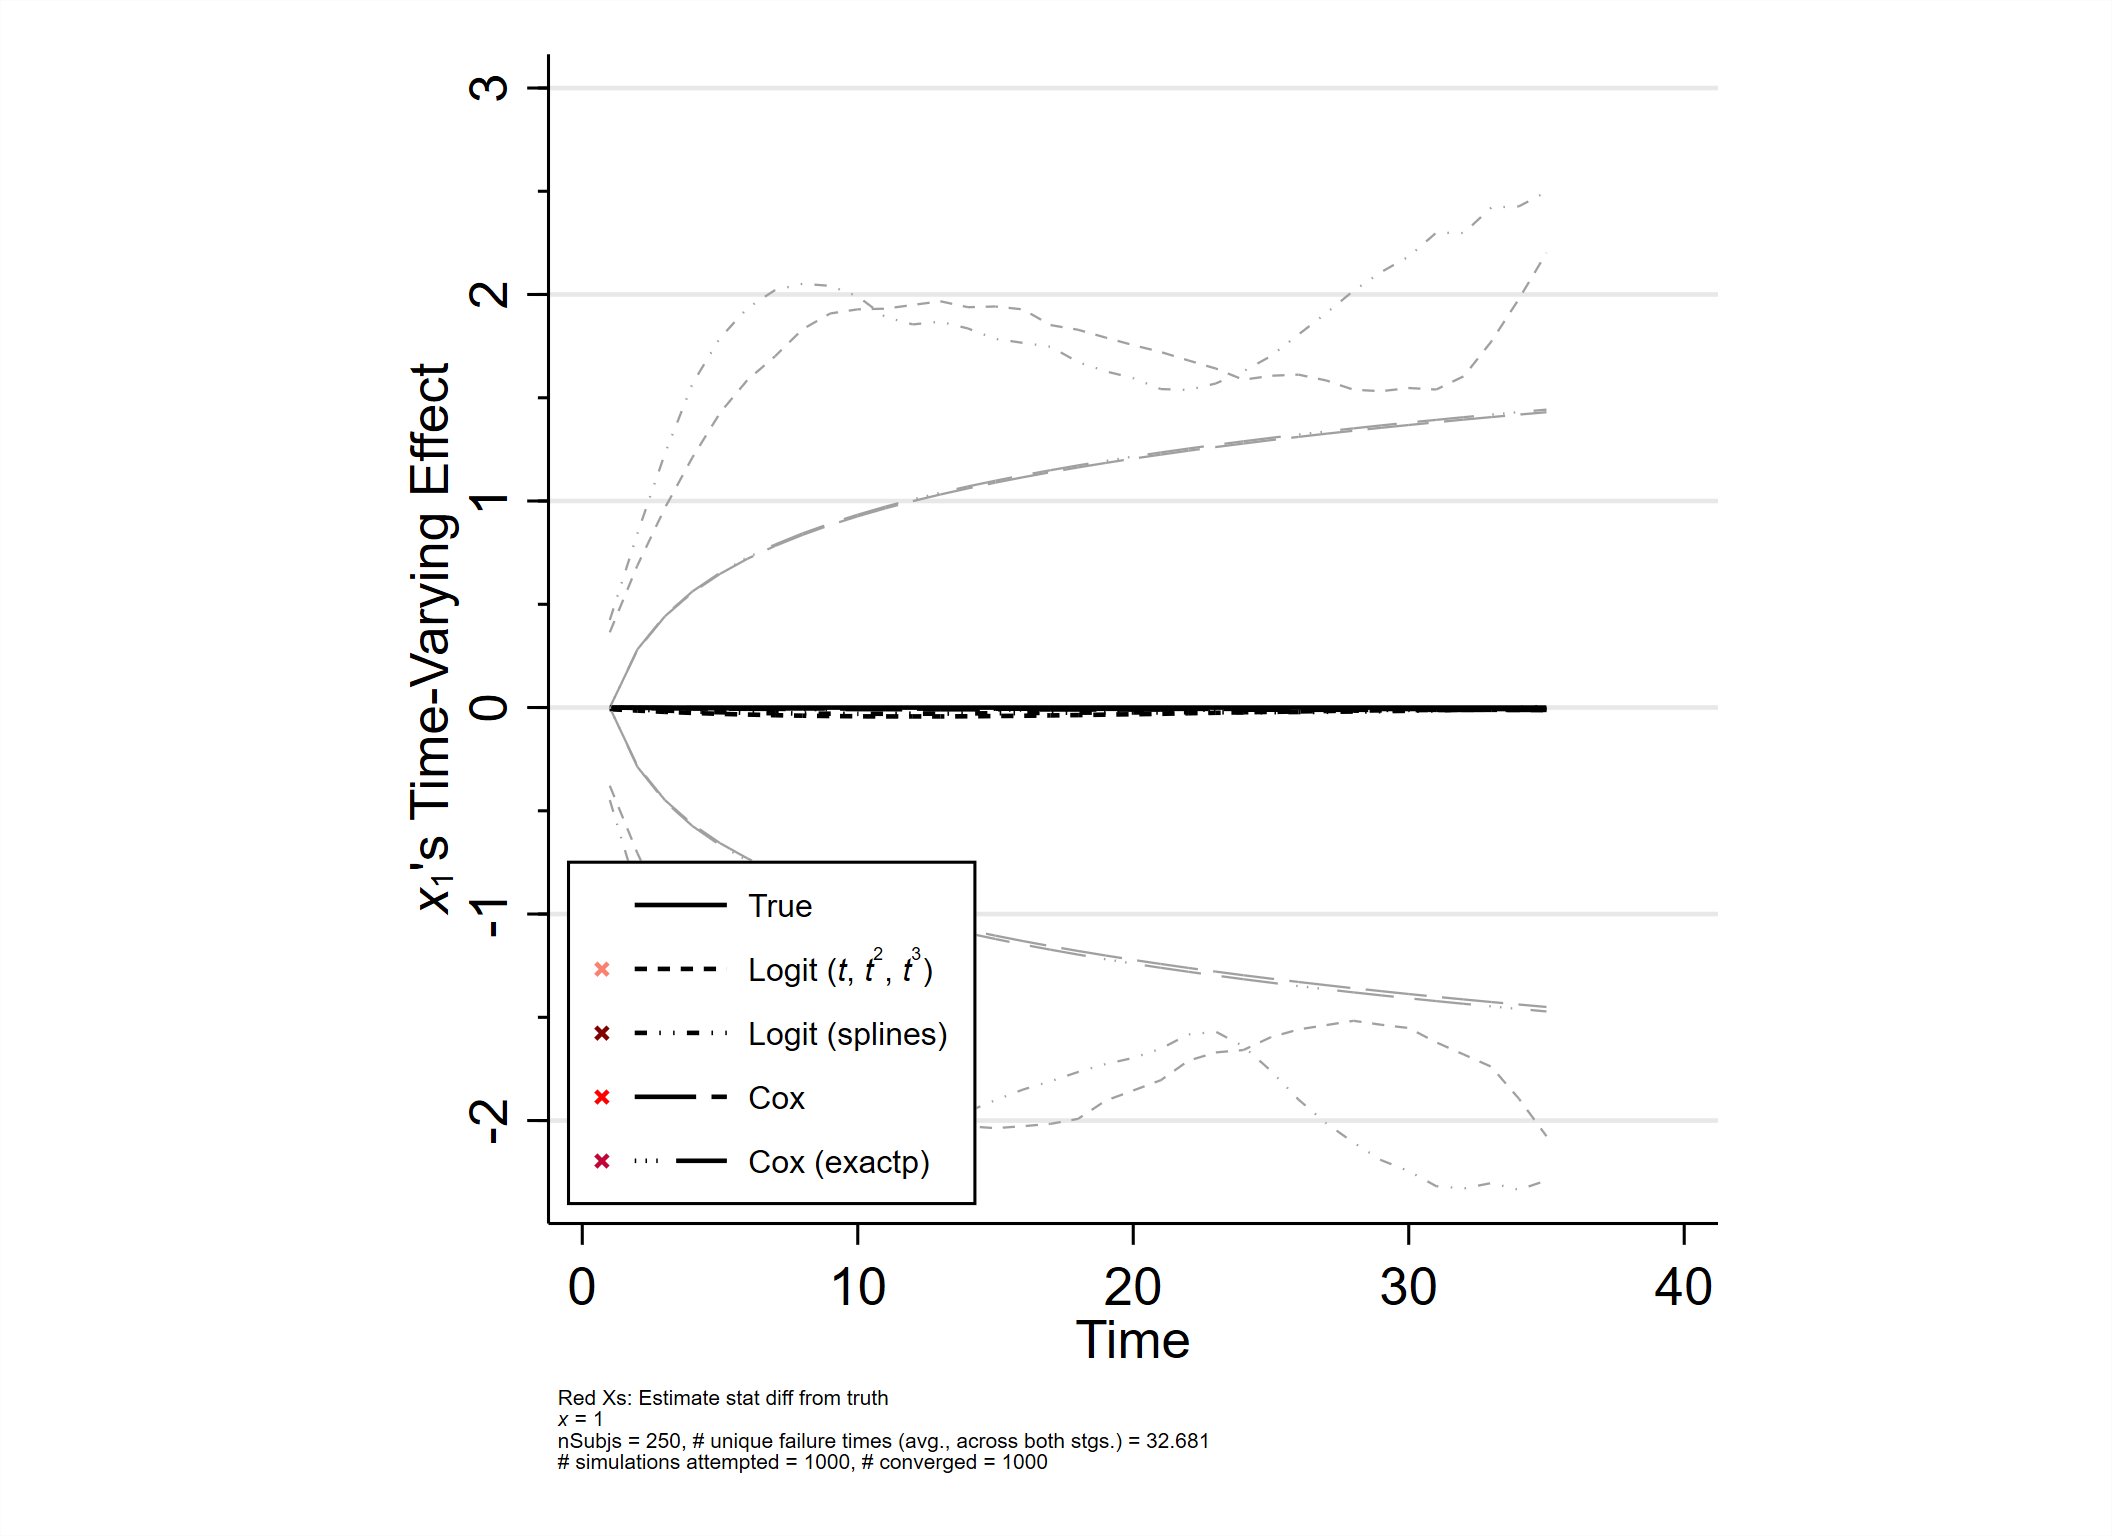 3
2
1
0
-1
-2
x1's Time-Varying Effect
True
Logit (t, t2, t3)
Logit (splines)
Cox
Cox (exactp)
0 10 20 30 40
Time
Red Xs: Estimate stat diff from truth
x = 1
nSubjs = 250, # unique failure times (avg., across both stgs.) = 32.681
# simulations attempted = 1000, # converged = 1000